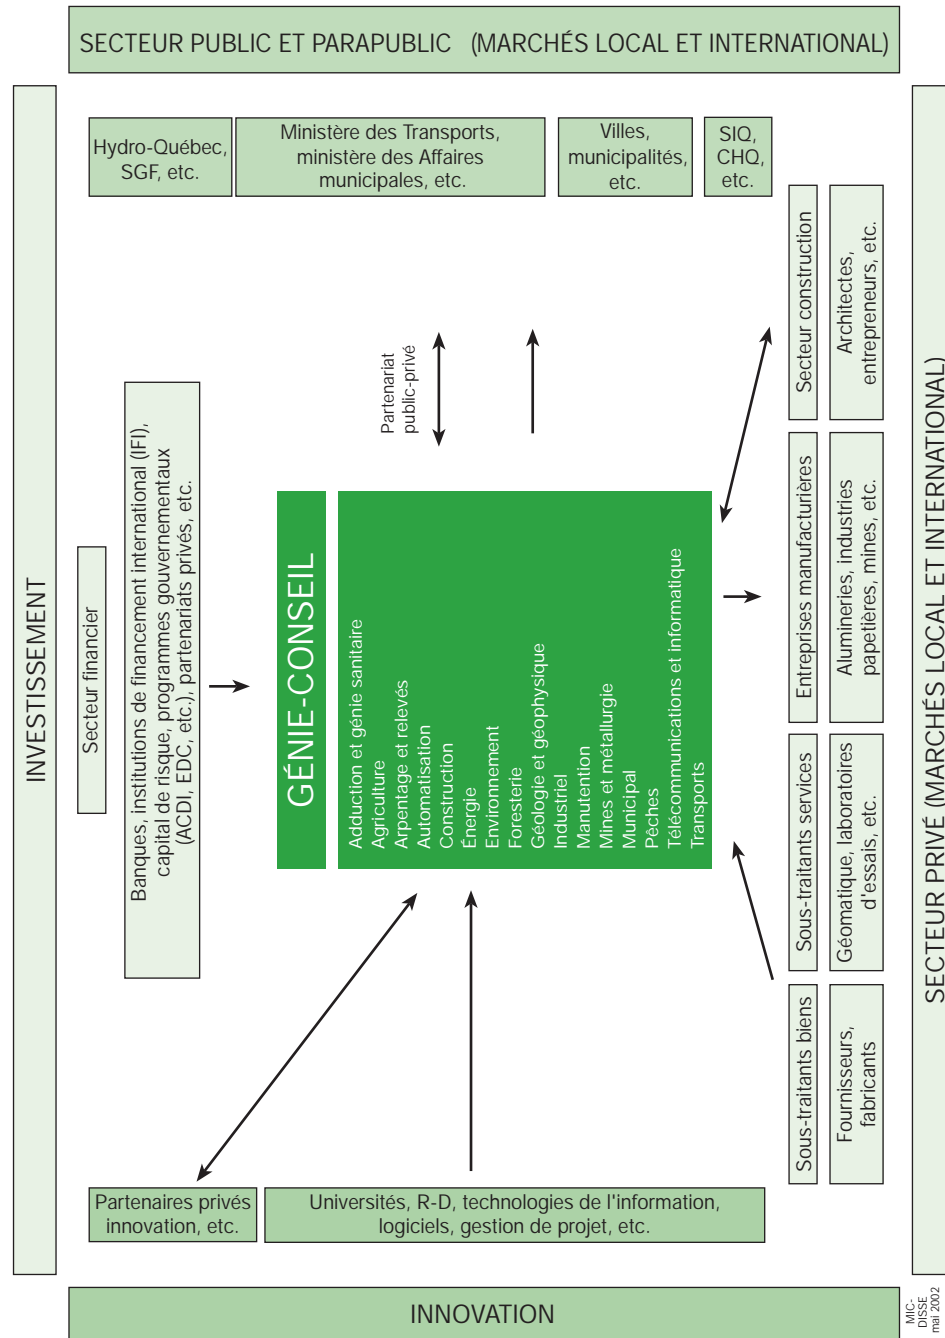 SECTEUR PUBLIC ET PARAPUBLIC (MARCHÉS LOCAL ET INTERNATIONAL)
Hydro-Québec,
SGF, etc.
Ministère des Transports,
ministère des Affaires
municipales, etc.
Villes,
municipalités,
etc.
SIQ,
CHQ,
etc.
INVESTISSEMENT
Secteur financier
Banques, institutions de financement international (IFI),
capital de risque, programmes gouvernementaux
(ACDI, EDC, etc.), partenariats privés, etc.
Partenariat
public-privé
GÉNIE-CONSEIL
Adduction et génie sanitaire
Agriculture
Arpentage et relevés
Automatisation
Construction
Énergie
Environnement
Foresterie
Géologie et géophysique
Industriel
Manutention
Mines et métallurgie
Municipal
Pêches
Télécommunications et informatique
Transports
Secteur construction
Architectes,
entrepreneurs, etc.
Entreprises manufacturières
Alumineries, industries
papetières, mines, etc.
Sous-traitants services
Géomatique, laboratoires
d'essais, etc.
Sous-traitants biens
Fournisseurs,
fabricants
SECTEUR PRIVÉ (MARCHÉS LOCAL ET INTERNATIONAL)
Partenaires privés
innovation, etc.
Universités, R-D, technologies de l'information,
logiciels, gestion de projet, etc.
INNOVATION
MIC-
DISSE
mai 2002